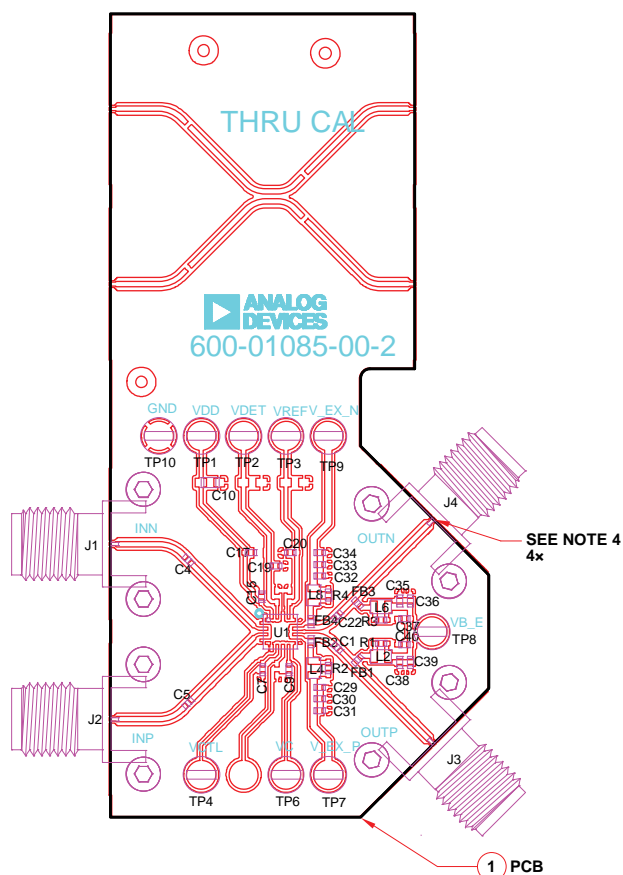 THRU CAL
ANALOG
DEVICES
600-01085-00-2
GND
VDD
VDET
VREF
V_EX_N
TP10
TP1
TP2
TP3
TP9
C10
J4
J1
INN
OUTN
SEE NOTE 4
4×
C4
C17
C20
C19
C34
C33
C32
C15
L8
R4
FB3
C35
L6
C36
FB4
C22
R3
C37
VB_E
U1
TP8
FB2
C1
R1
C40
L2
C39
FB1
C38
L4
R2
C7
C9
C29
C30
C31
C5
J2
INP
OUTP
J3
V_EX_P
TP4
TP6
TP7
1 PCB